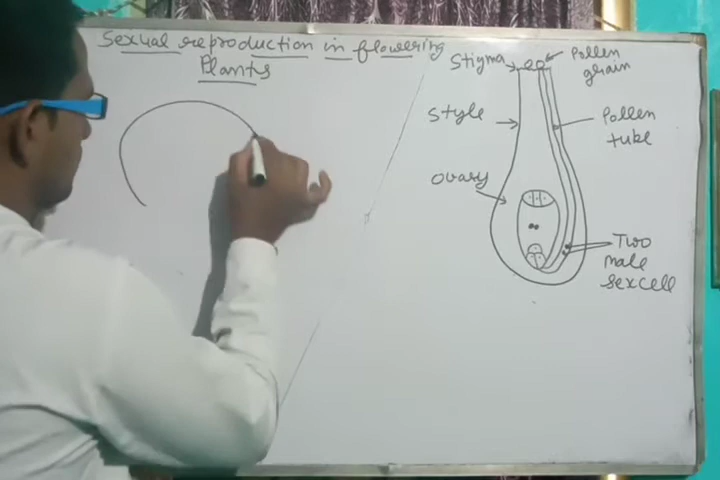 Sexual reproduction in flowering
Plants
Stigma
Pollen
grain
Style
Pollen
tube
Ovary
Two
male
sexcell